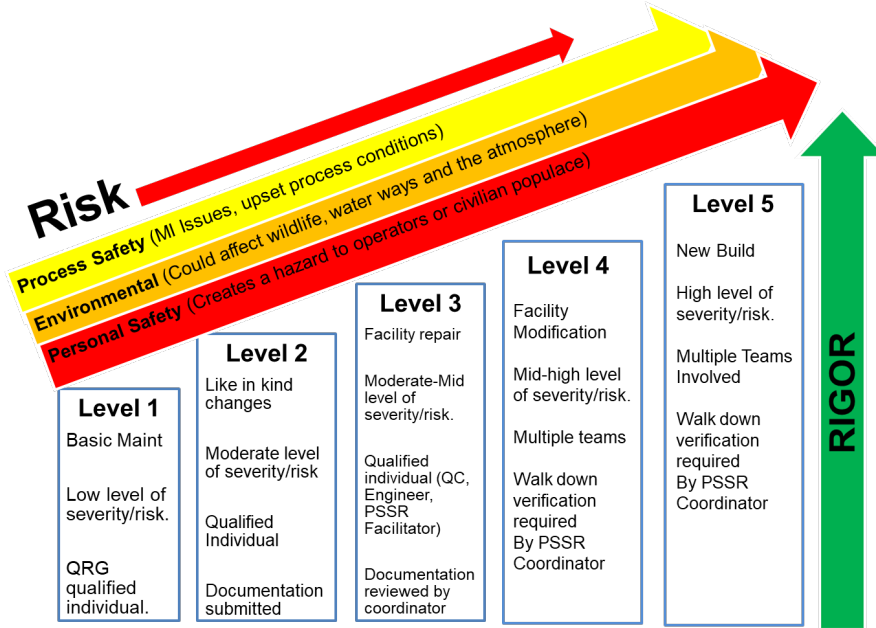 Risk
Process Safety (MI Issues, upset process conditions)
Environmental (Could affect wildlife, water ways and the atmosphere)
Personal Safety (Creates a hazard to operators or civilian populace)
Level 1
Basic Maint
Low level of
severity/risk.
QRG
qualified
individual.
Level 2
Like in kind
changes
Moderate level
of severity/risk
Qualified
Individual
Documentation
submitted
Level 3
Facility repair
Moderate-Mid
level of
severity/risk.
Qualified
individual (QC,
Engineer,
PSSR
Facilitator)
Documentation
reviewed by
coordinator
Level 4
Facility
Modification
Mid-high level
of severity/risk.
Multiple teams
Walk down
verification
required
By PSSR
Coordinator
Level 5
New Build
High level of
severity/risk.
Multiple Teams
Involved
Walk down
verification
required
By PSSR
Coordinator
RIGOR